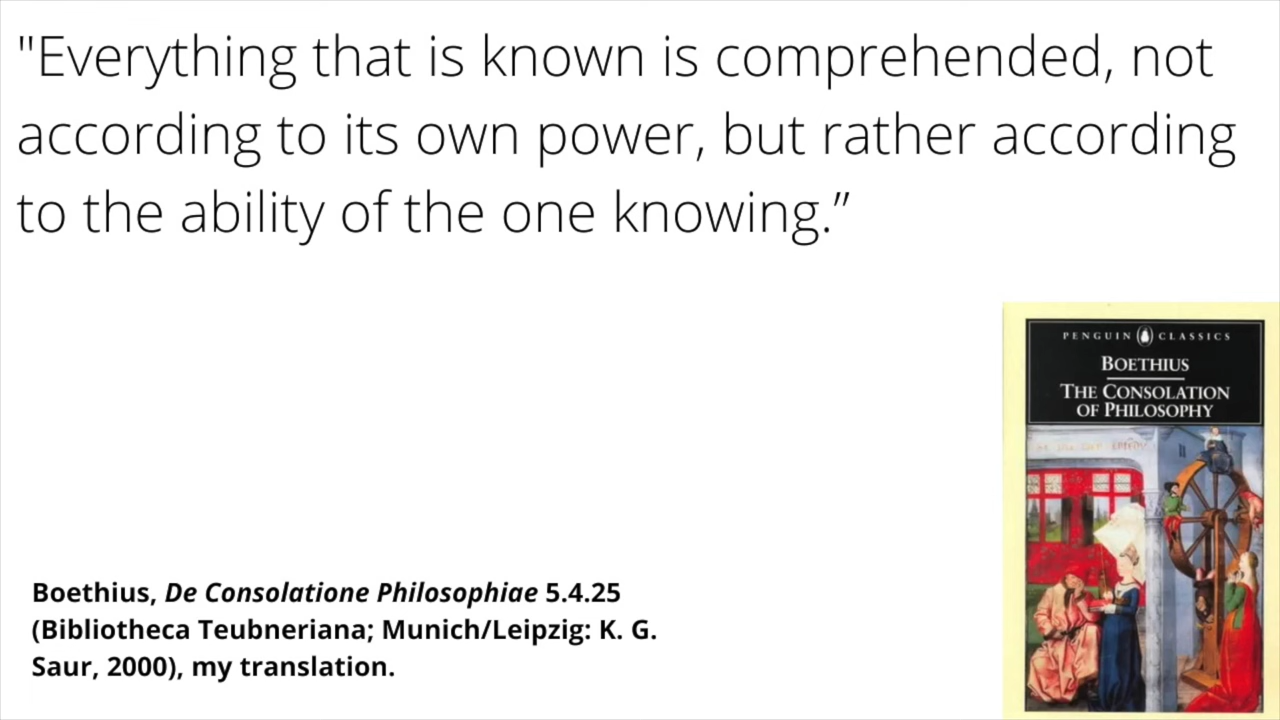 "Everything that is known is comprehended, not
according to its own power, but rather according
to the ability of the one knowing.”
PENGUIN CLASSICS
BOETHIUS
THE CONSOLATION
OF PHILOSOPHY
Boethius, De Consolatione Philosophiae 5.4.25
(Bibliotheca Teubneriana; Munich/Leipzig: K. G.
Saur, 2000), my translation.